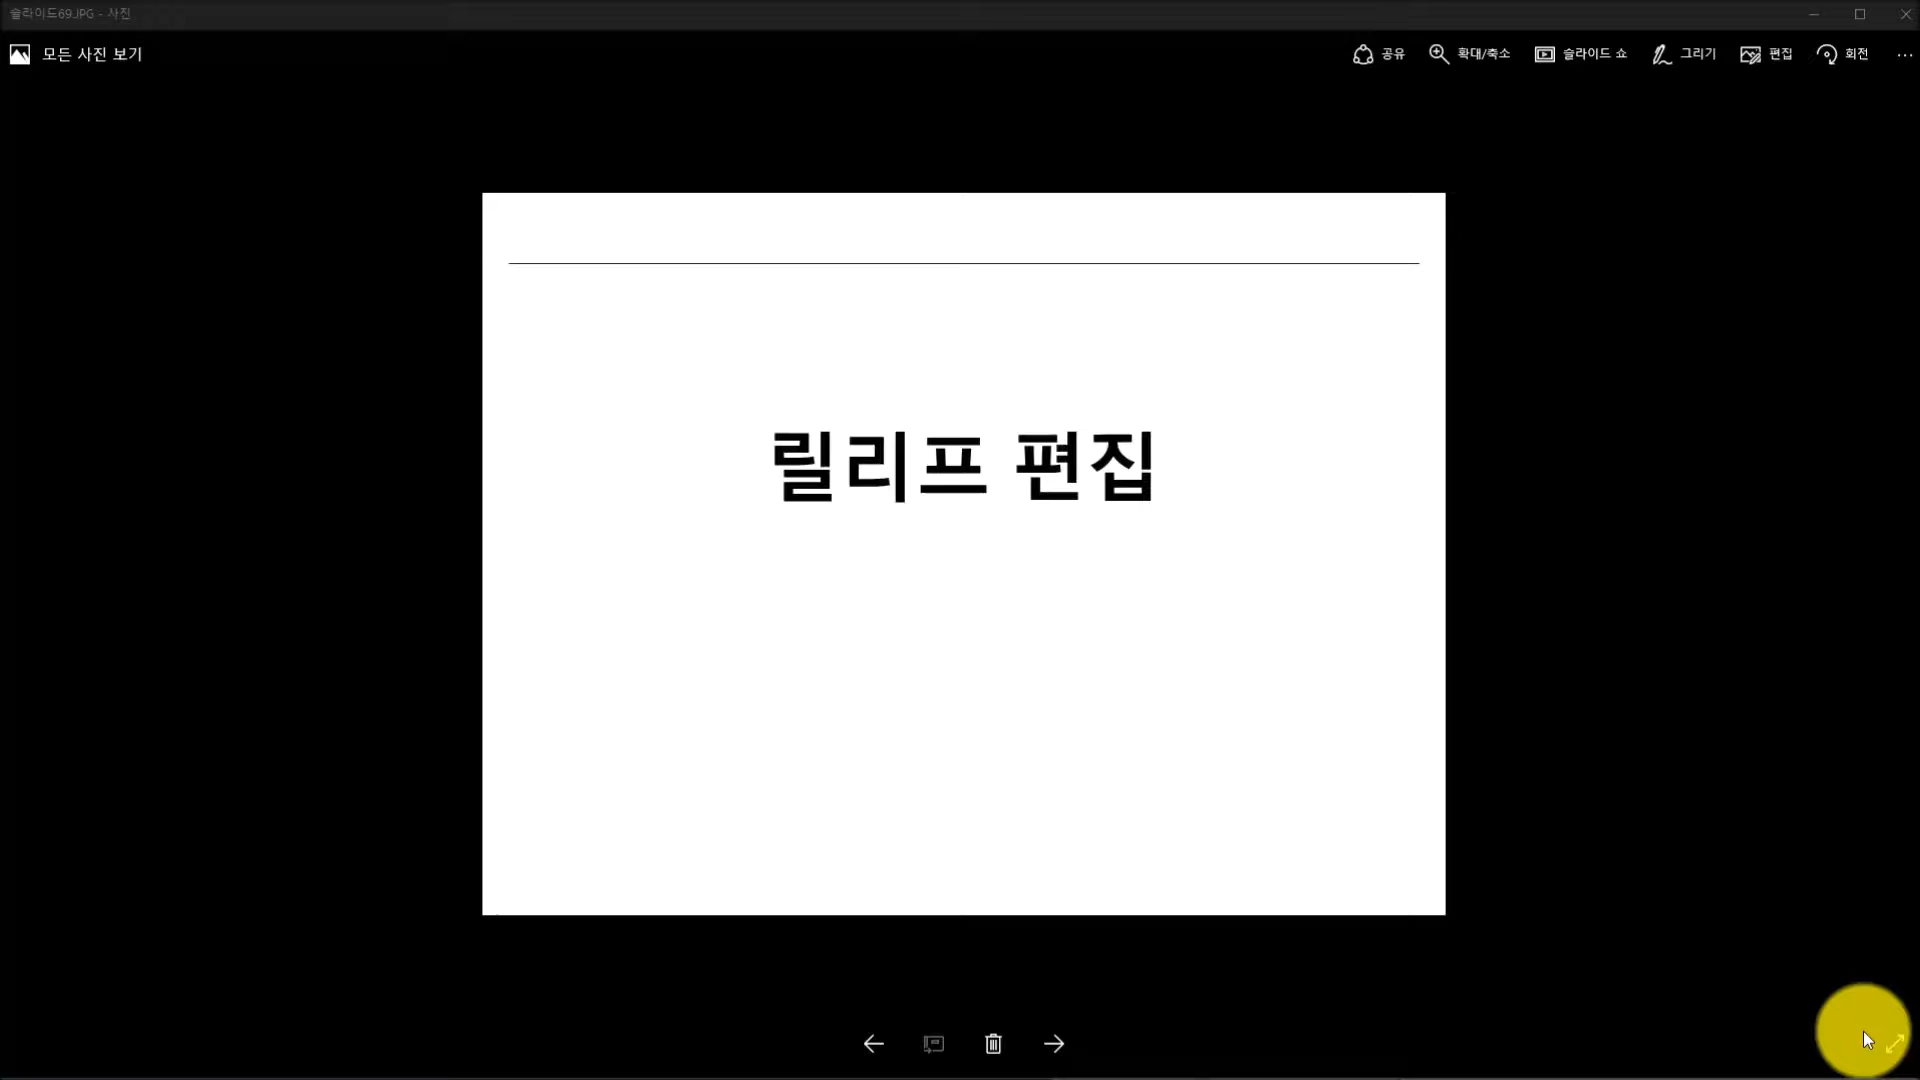 슬라이드69.JPG - 사진
모든 사진 보기
공유
확대/축소
슬라이드 쇼
그리기
편집
회전
릴리프 편집